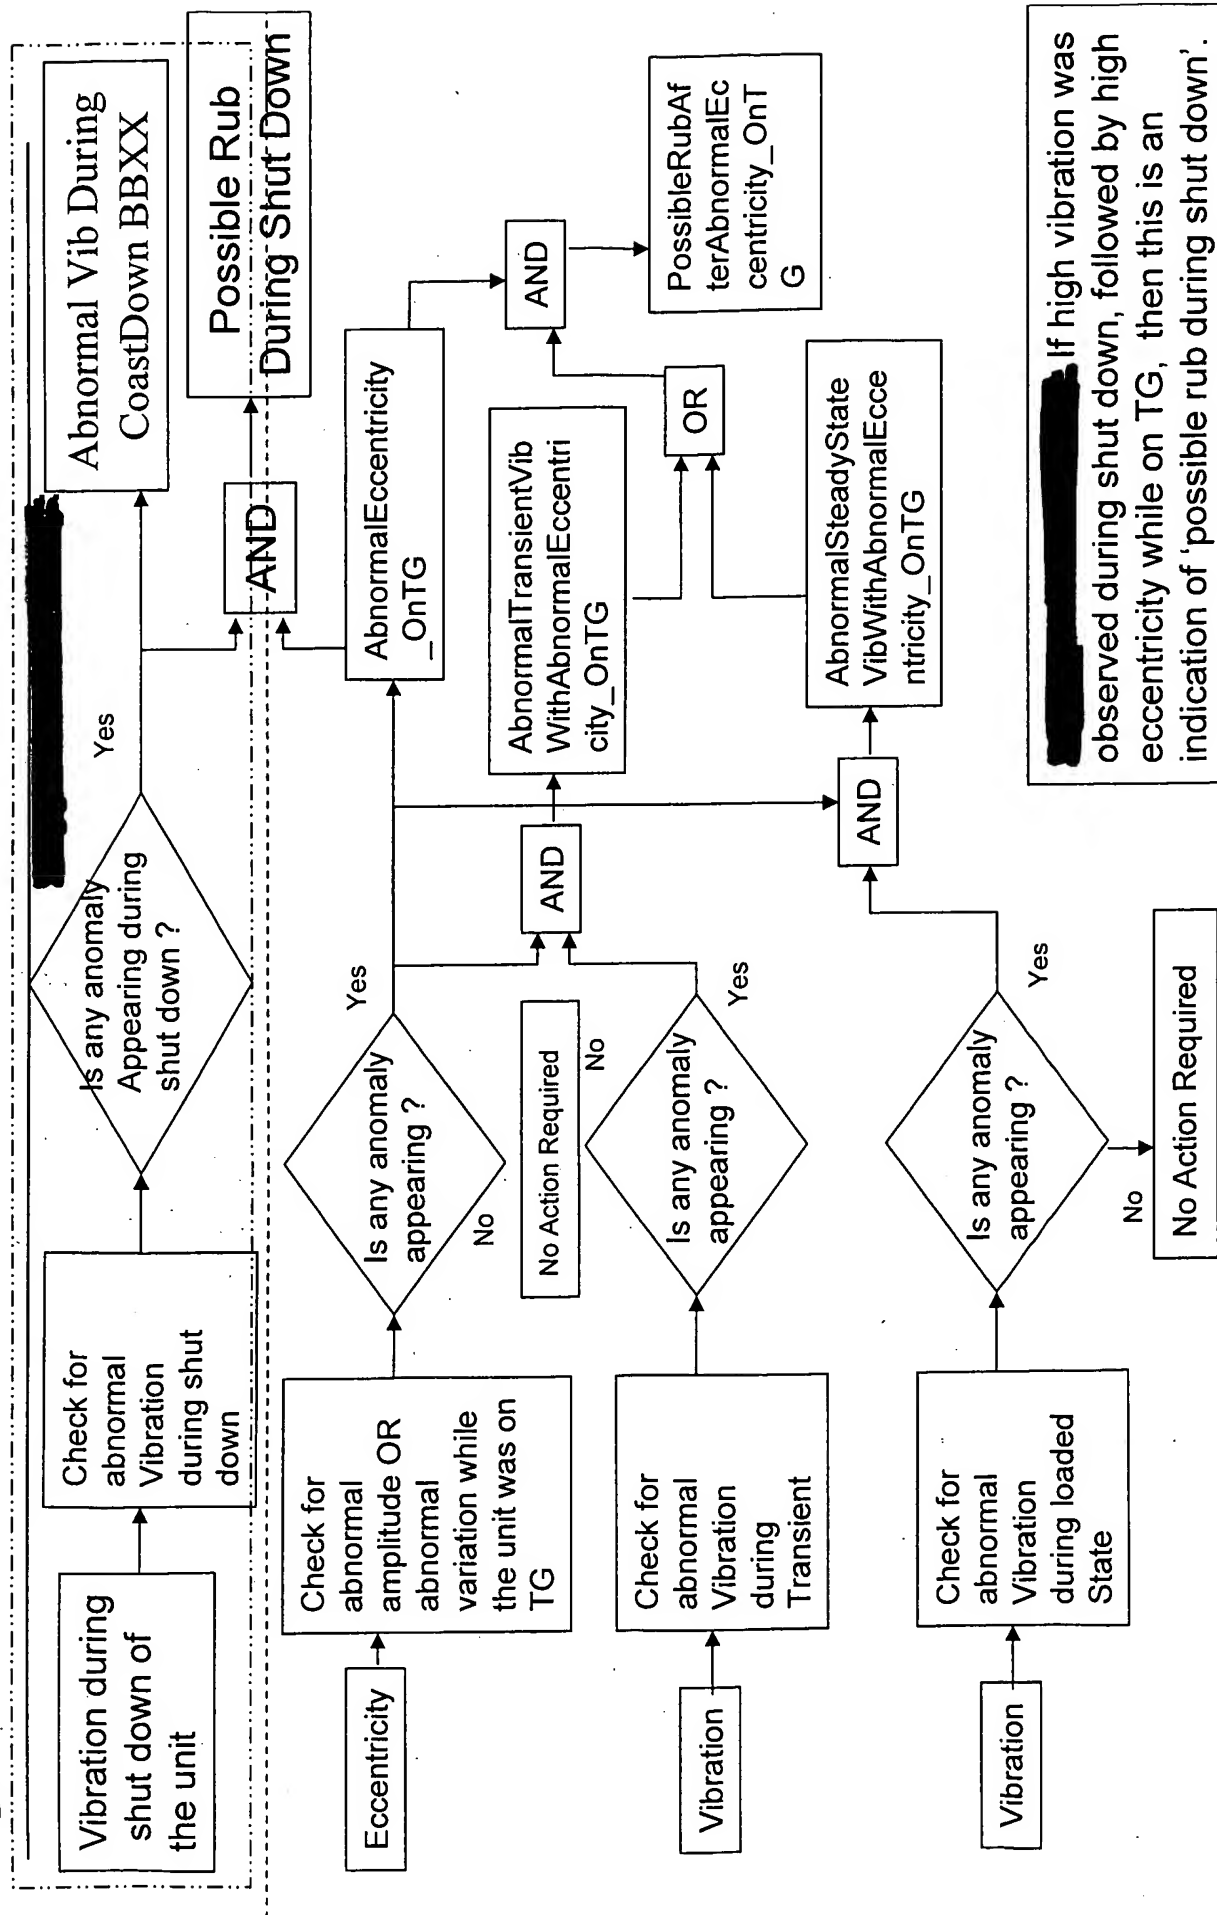 Vibration during
shut down of
the unit
Check for
abnormal
Vibration
during shut
down
Is any anomaly
Appearing during
shut down ?
Yes
Abnormal Vib During
CoastDown BBXX
AND
Possible Rub
During Shut Down
Eccentricity
Check for
abnormal
amplitude OR
abnormal
variation while
the unit was on
TG
Is any anomaly
appearing ?
Yes
No
AbnormalEccentricity
_OnTG
No Action Required
AND
AbnormalTransientVib
WithAbnormalEccentri
city_OnTG
AND
PossibleRubAf
terAbnormalEc
centricity_OnT
G
OR
Vibration
Check for
abnormal
Vibration
during
Transient
Is any anomaly
appearing ?
No
Yes
AND
AbnormalSteadyState
VibWithAbnormalEcce
ntricity_OnTG
Vibration
Check for
abnormal
Vibration
during loaded
State
Is any anomaly
appearing ?
Yes
No
No Action Required
If high vibration was
observed during shut down, followed by high
eccentricity while on TG, then this is an
indication of 'possible rub during shut down'.